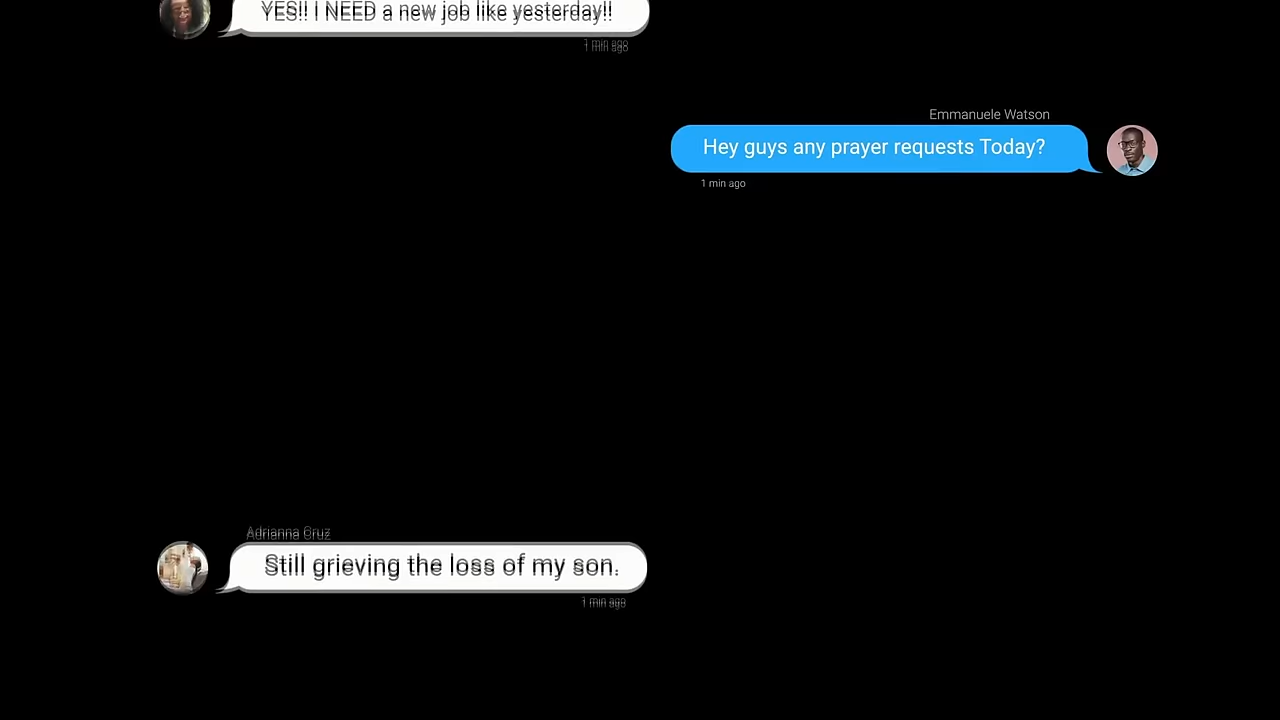 YES!! I NEED a new job like yesterday!!
1 min ago
Emmanuele Watson
Hey guys any prayer requests Today?
1 min ago
Adrianna Cruz
Still grieving the loss of my son.
1 min ago